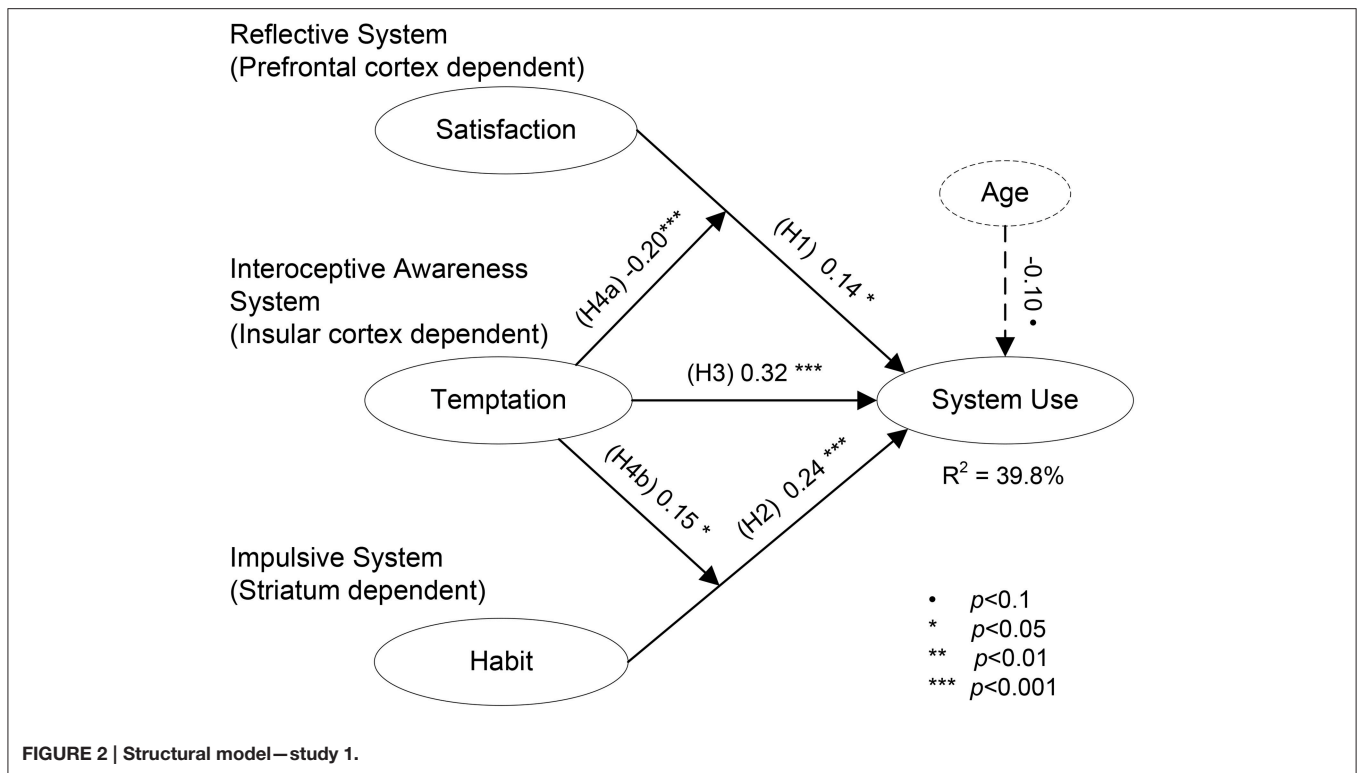 Reflective System
(Prefrontal cortex dependent)
Satisfaction
Age
(H1) 0.14 *
-0.10 •
(H4a) -0.20***
Interoceptive Awareness
System
(Insular cortex dependent)
(H3) 0.32 ***
Temptation
System Use
R² = 39.8%
(H4b) 0.15 *
(H2) 0.24 ***
Impulsive System
(Striatum dependent)
Habit
• p<0.1
* p<0.05
** p<0.01
*** p<0.001
FIGURE 2 | Structural model—study 1.